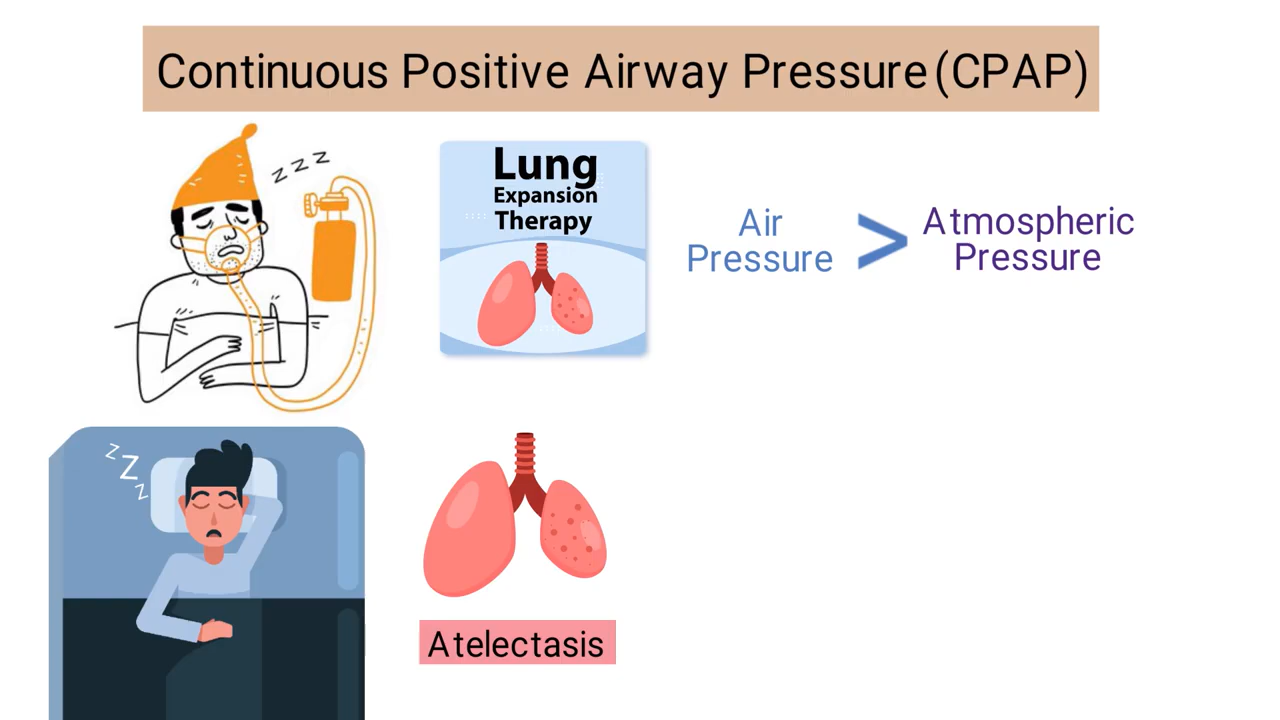 Continuous Positive Airway Pressure (CPAP)
z z z
Lung
Expansion
Therapy
Air
Pressure
>
Atmospheric
Pressure
z
Z
z
Atelectasis